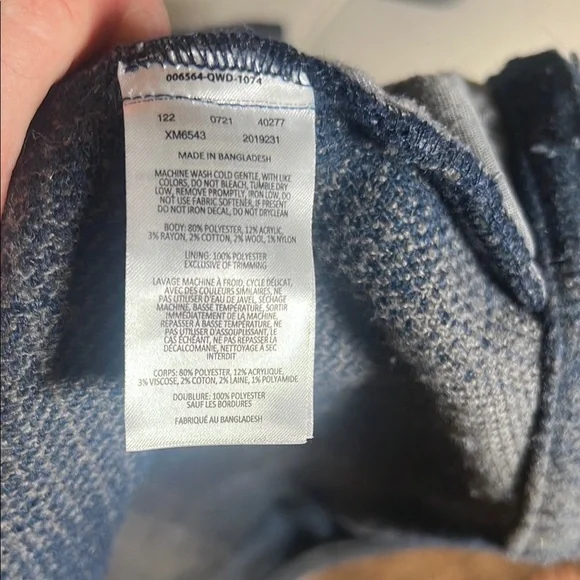 006564-QWD-1074
122 0721 40277
XM6543 2019231
MADE IN BANGLADESH
MACHINE WASH COLD GENTLE, WITH LIKE
COLORS, DO NOT BLEACH, TUMBLE DRY
LOW, REMOVE PROMPTLY, IRON LOW, DO
NOT USE FABRIC SOFTENER, IF PRESENT
DO NOT IRON DECAL, DO NOT DRYCLEAN
BODY: 80% POLYESTER, 12% ACRYLIC,
3% RAYON, 2% COTTON, 2% WOOL, 1% NYLON
LINING: 100% POLYESTER
EXCLUSIVE OF TRIMMING
LAVAGE MACHINE À FROID, CYCLE DÉLICAT,
AVEC DES COULEURS SIMILAIRES, NE
PAS UTILISER D'EAU DE JAVEL, SÉCHAGE
MACHINE, BASSE TEMPÉRATURE, SORTIR
IMMÉDIATEMENT DE LA MACHINE,
REPASSER À BASSE TEMPÉRATURE, NE
PAS UTILISER D'ASSOUPLISSANT, LE
CAS ÉCHÉANT, NE PAS REPASSER LA
DÉCALCOMANIE, NETTOYAGE À SEC
INTERDIT
CORPS: 80% POLYESTER, 12% ACRYLIQUE,
3% VISCOSE, 2% COTON, 2% LAINE, 1% POLYAMIDE
DOUBLURE: 100% POLYESTER
SAUF LES BORDURES
FABRIQUÉ AU BANGLADESH